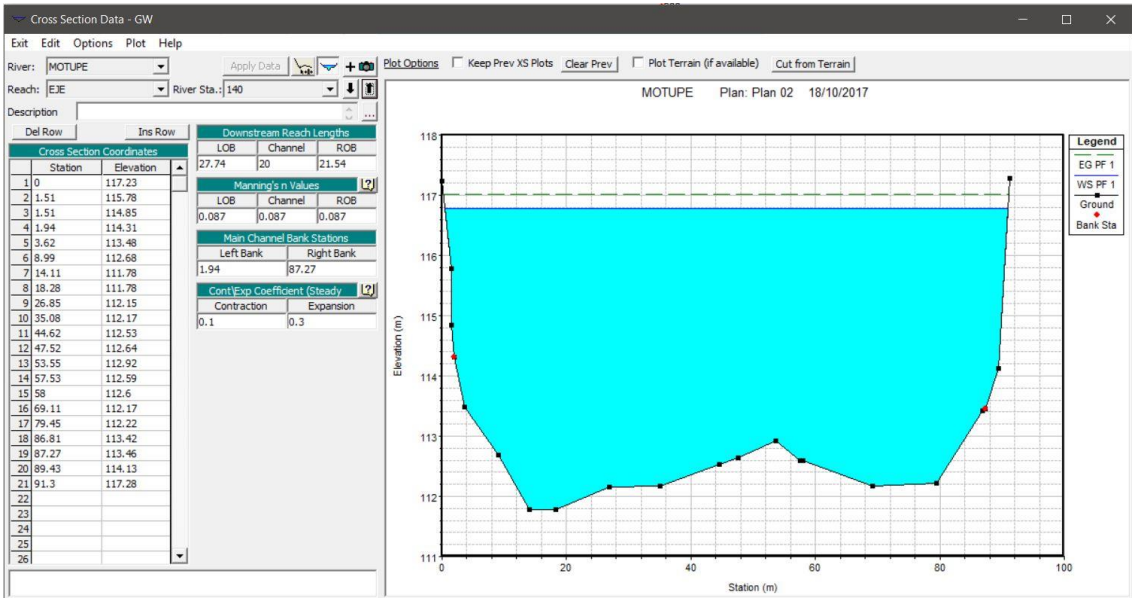 Cross Section Data - GW
Exit Edit Options Plot Help
River: MOTUPE Apply Data + Plot Options Keep Prev XS Plots Clear Prev Plot Terrain (if available) Cut from Terrain
Reach: EJE River Sta.: 140
Description ...
Del Row Ins Row
Cross Section Coordinates
Station Elevation
1 0 117.23
2 1.51 115.78
3 1.51 114.85
4 1.94 114.31
5 3.62 113.48
6 8.99 112.68
7 14.11 111.78
8 18.28 111.78
9 26.85 112.15
10 35.08 112.17
11 44.62 112.53
12 47.52 112.64
13 53.55 112.92
14 57.53 112.59
15 58 112.6
16 69.11 112.17
17 79.45 112.22
18 86.81 113.42
19 87.27 113.46
20 89.43 114.13
21 91.3 117.28
22
23
24
25
26
Downstream Reach Lengths
LOB Channel ROB
27.74 20 21.54
Manning's n Values ?
LOB Channel ROB
0.087 0.087 0.087
Main Channel Bank Stations
Left Bank Right Bank
1.94 87.27
Cont\Exp Coefficient (Steady ?
Contraction Expansion
0.1 0.3
MOTUPE Plan: Plan 02 18/10/2017
118
117
116
115
114
113
112
111
Elevation (m)
0 20 40 60 80 100
Station (m)
Legend
EG PF 1
WS PF 1
Ground
Bank Sta